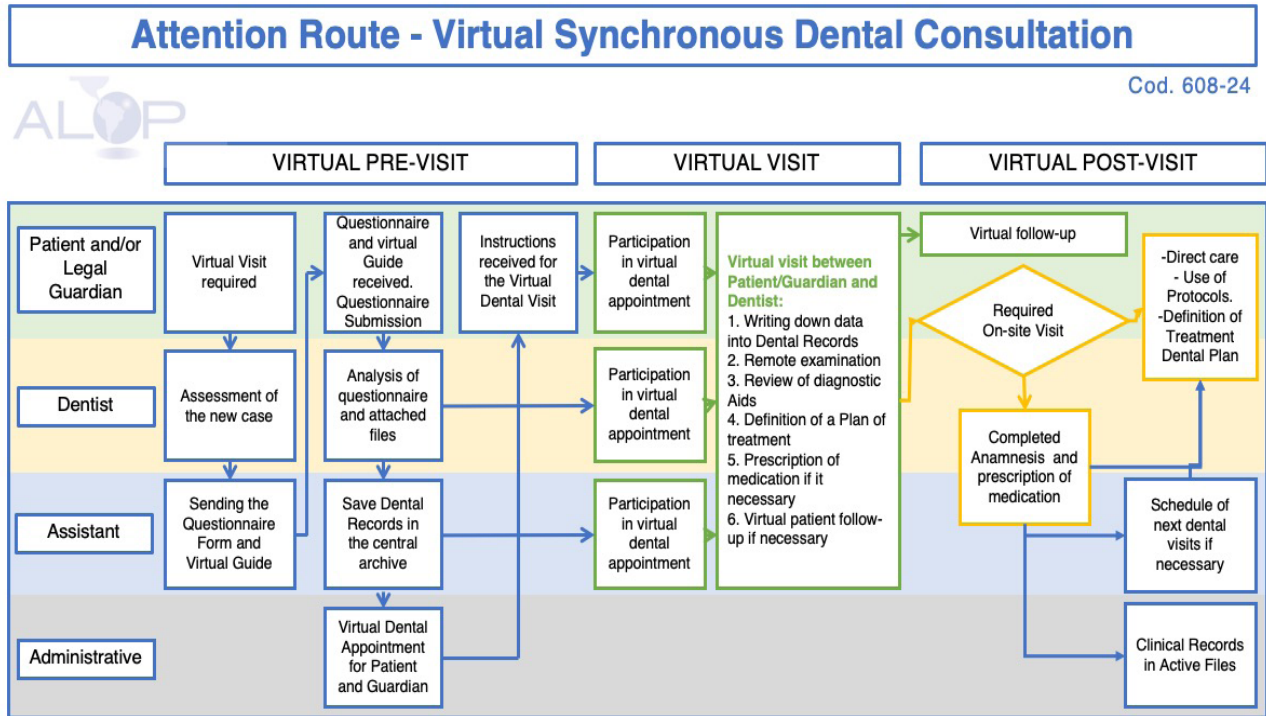 Attention Route - Virtual Synchronous Dental Consultation
Cod. 608-24
ALOP
VIRTUAL PRE-VISIT
VIRTUAL VISIT
VIRTUAL POST-VISIT
Patient and/or
Legal
Guardian
Virtual Visit
required
Questionnaire
and virtual
Guide
received.
Questionnaire
Submission
Instructions
received for
the Virtual
Dental Visit
Participation
in virtual
dental
appointment
Virtual visit between
Patient/Guardian and
Dentist:
1. Writing down data
into Dental Records
2. Remote examination
3. Review of diagnostic
Aids
4. Definition of a Plan of
treatment
5. Prescription of
medication if it
necessary
6. Virtual patient follow-
up if necessary
Virtual follow-up
Required
On-site Visit
-Direct care
- Use of
Protocols.
-Definition of
Treatment
Dental Plan
Dentist
Assessment
of the new case
Analysis of
questionnaire
and attached
files
Participation
in virtual
dental
appointment
Completed
Anamnesis and
prescription of
medication
Assistant
Sending the
Questionnaire
Form and
Virtual Guide
Save Dental
Records in
the central
archive
Participation
in virtual
dental
appointment
Schedule of
next dental
visits if
necessary
Administrative
Virtual Dental
Appointment
for Patient
and Guardian
Clinical Records
in Active Files